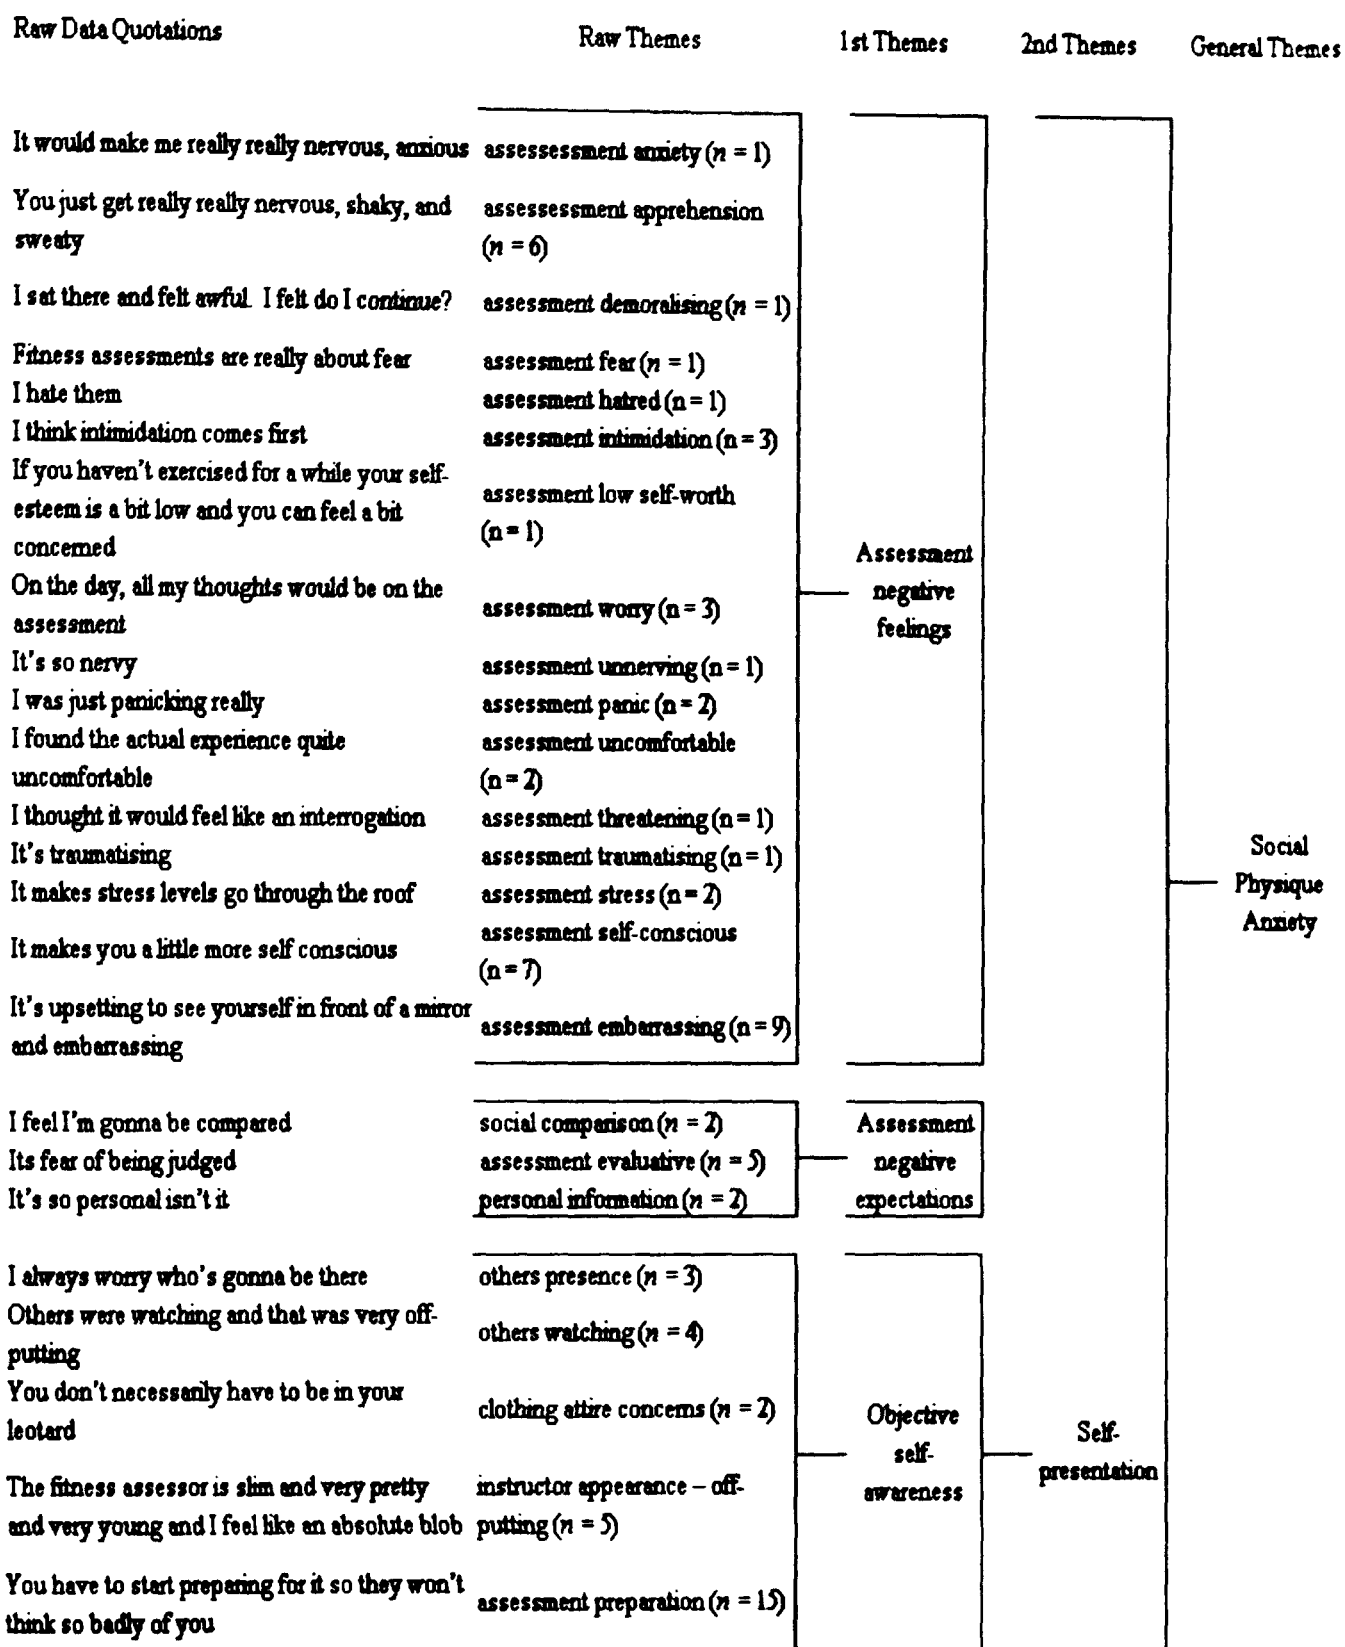 Raw Data Quotations Raw Themes 1st Themes 2nd Themes General Themes
It would make me really really nervous, anxious assessessment anxiety (n = 1)
You just get really really nervous, shaky, and
sweaty
assessessment apprehension
(n = 6)
I sat there and felt awful. I felt do I continue? assessment demoralising (n = 1)
Fitness assessments are really about fear assessment fear (n = 1)
I hate them assessment hatred (n = 1)
I think intimidation comes first assessment intimidation (n = 3)
If you haven't exercised for a while your self-
esteem is a bit low and you can feel a bit
concerned
assessment low self-worth
(n = 1)
On the day, all my thoughts would be on the
assessment
assessment worry (n = 3)
It's so nervy assessment unnerving (n = 1)
I was just panicking really assessment panic (n = 2)
I found the actual experience quite
uncomfortable
assessment uncomfortable
(n = 2)
I thought it would feel like an interrogation assessment threatening (n = 1)
It's traumatising assessment traumatising (n = 1)
It makes stress levels go through the roof assessment stress (n = 2)
It makes you a little more self conscious
assessment self-conscious
(n = 7)
It's upsetting to see yourself in front of a mirror
and embarrassing
assessment embarrassing (n = 9)
Assessment
negative
feelings
I feel I'm gonna be compared social comparison (n = 2)
Its fear of being judged assessment evaluative (n = 5)
It's so personal isn't it personal information (n = 2)
Assessment
negative
expectations
I always worry who's gonna be there others presence (n = 3)
Others were watching and that was very off-
putting
others watching (n = 4)
You don't necessarily have to be in your
leotard
clothing attire concerns (n = 2)
The fitness assessor is slim and very pretty
and very young and I feel like an absolute blob
instructor appearance – off-
putting (n = 5)
You have to start preparing for it so they won't
think so badly of you
assessment preparation (n = 15)
Objective
self-
awareness
Self-
presentation
Social
Physique
Anxiety